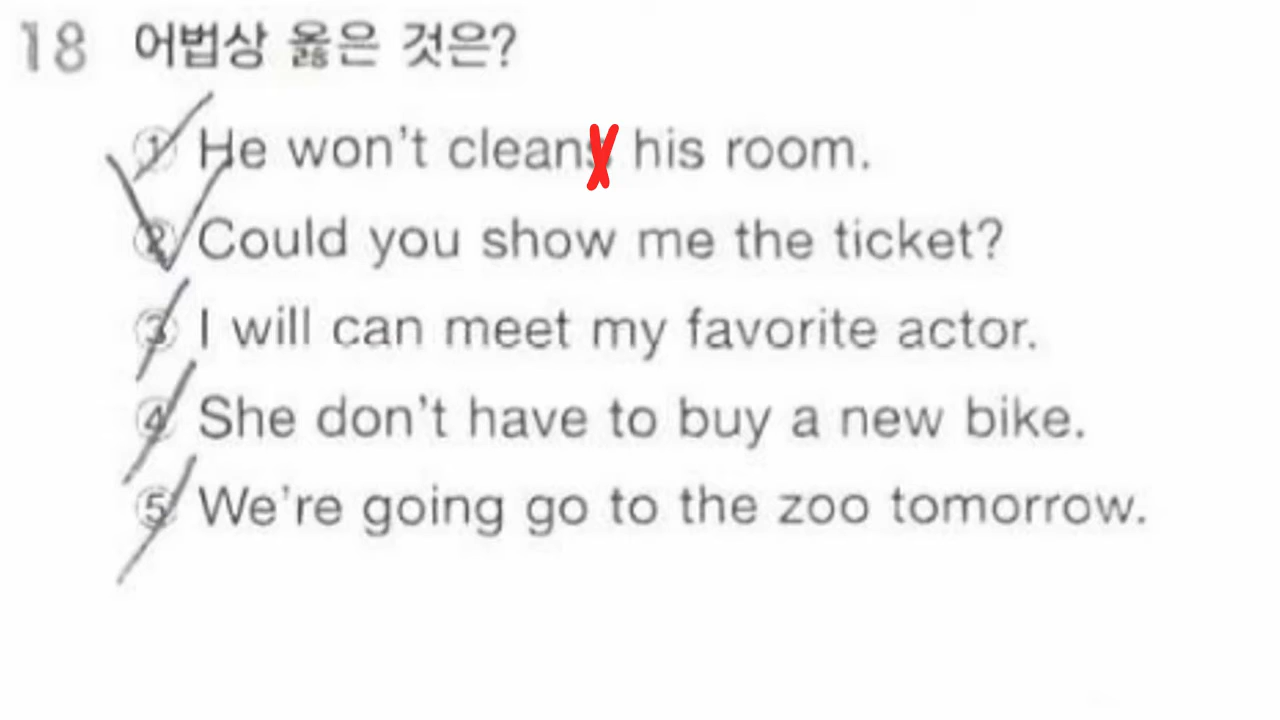 18 어법상 옳은 것은?
① He won't cleans his room.
② Could you show me the ticket?
③ I will can meet my favorite actor.
④ She don't have to buy a new bike.
⑤ We're going go to the zoo tomorrow.